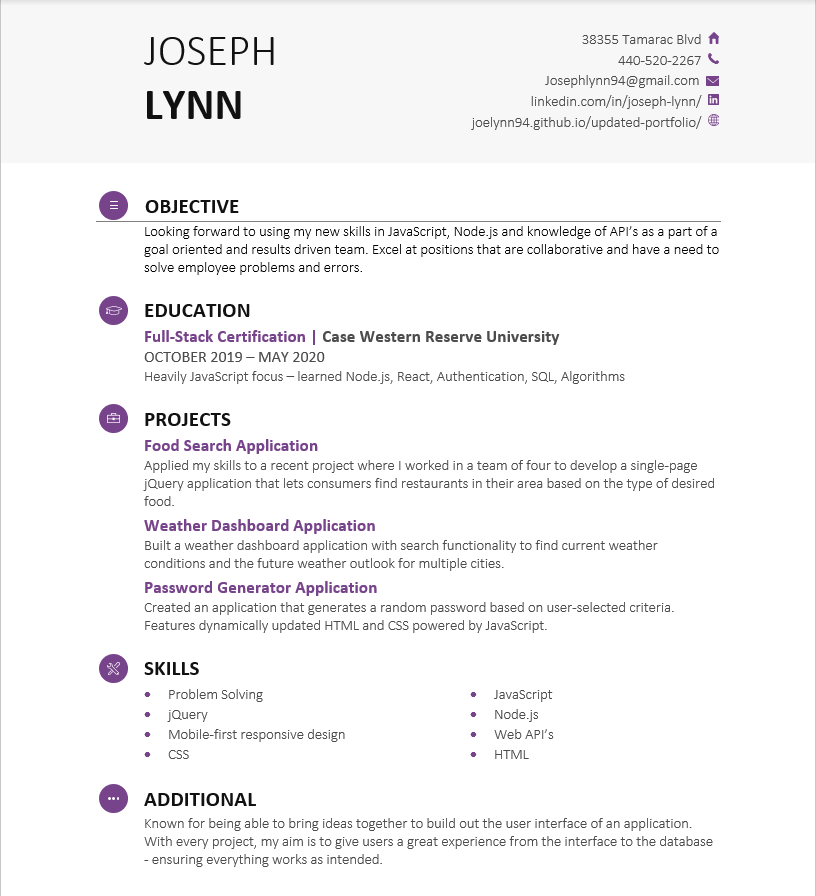 JOSEPH
LYNN
38355 Tamarac Blvd
440-520-2267
Josephlynn94@gmail.com
linkedin.com/in/joseph-lynn/
joelynn94.github.io/updated-portfolio/
OBJECTIVE
Looking forward to using my new skills in JavaScript, Node.js and knowledge of API’s as a part of a
goal oriented and results driven team. Excel at positions that are collaborative and have a need to
solve employee problems and errors.
EDUCATION
Full-Stack Certification | Case Western Reserve University
OCTOBER 2019 – MAY 2020
Heavily JavaScript focus – learned Node.js, React, Authentication, SQL, Algorithms
PROJECTS
Food Search Application
Applied my skills to a recent project where I worked in a team of four to develop a single-page
jQuery application that lets consumers find restaurants in their area based on the type of desired
food.
Weather Dashboard Application
Built a weather dashboard application with search functionality to find current weather
conditions and the future weather outlook for multiple cities.
Password Generator Application
Created an application that generates a random password based on user-selected criteria.
Features dynamically updated HTML and CSS powered by JavaScript.
SKILLS
• Problem Solving
• jQuery
• Mobile-first responsive design
• CSS
• JavaScript
• Node.js
• Web API’s
• HTML
ADDITIONAL
Known for being able to bring ideas together to build out the user interface of an application.
With every project, my aim is to give users a great experience from the interface to the database
- ensuring everything works as intended.